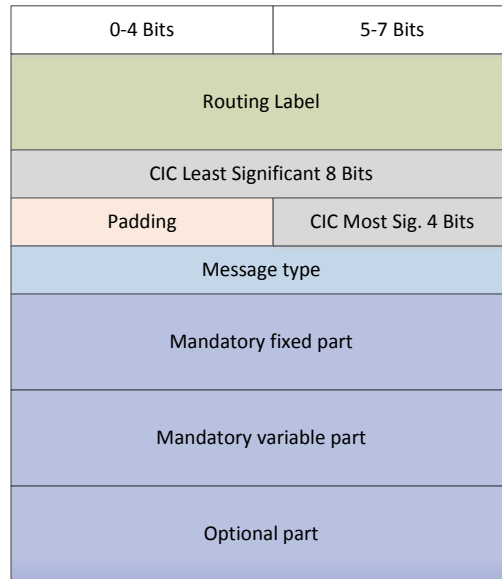 0-4 Bits
5-7 Bits
Routing Label
CIC Least Significant 8 Bits
Padding
CIC Most Sig. 4 Bits
Message type
Mandatory fixed part
Mandatory variable part
Optional part